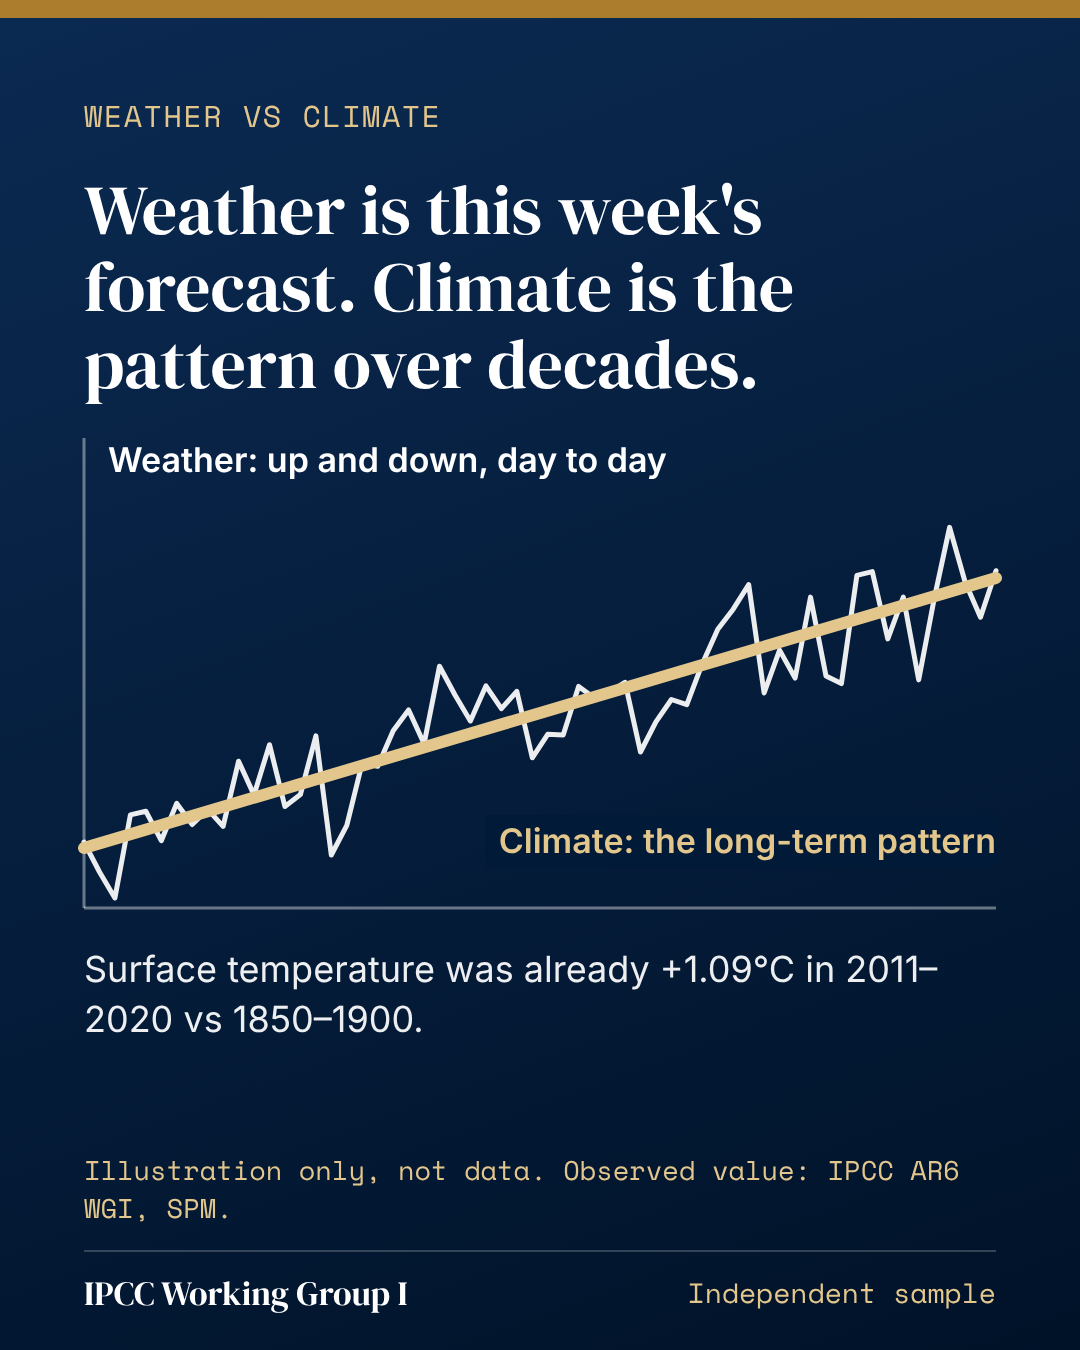 WEATHER VS CLIMATE
Weather is this week's
forecast. Climate is the
pattern over decades.
Weather: up and down, day to day
Climate: the long-term pattern
Surface temperature was already +1.09°C in 2011–
2020 vs 1850–1900.
Illustration only, not data. Observed value: IPCC AR6
WGI, SPM.
IPCC Working Group I
Independent sample